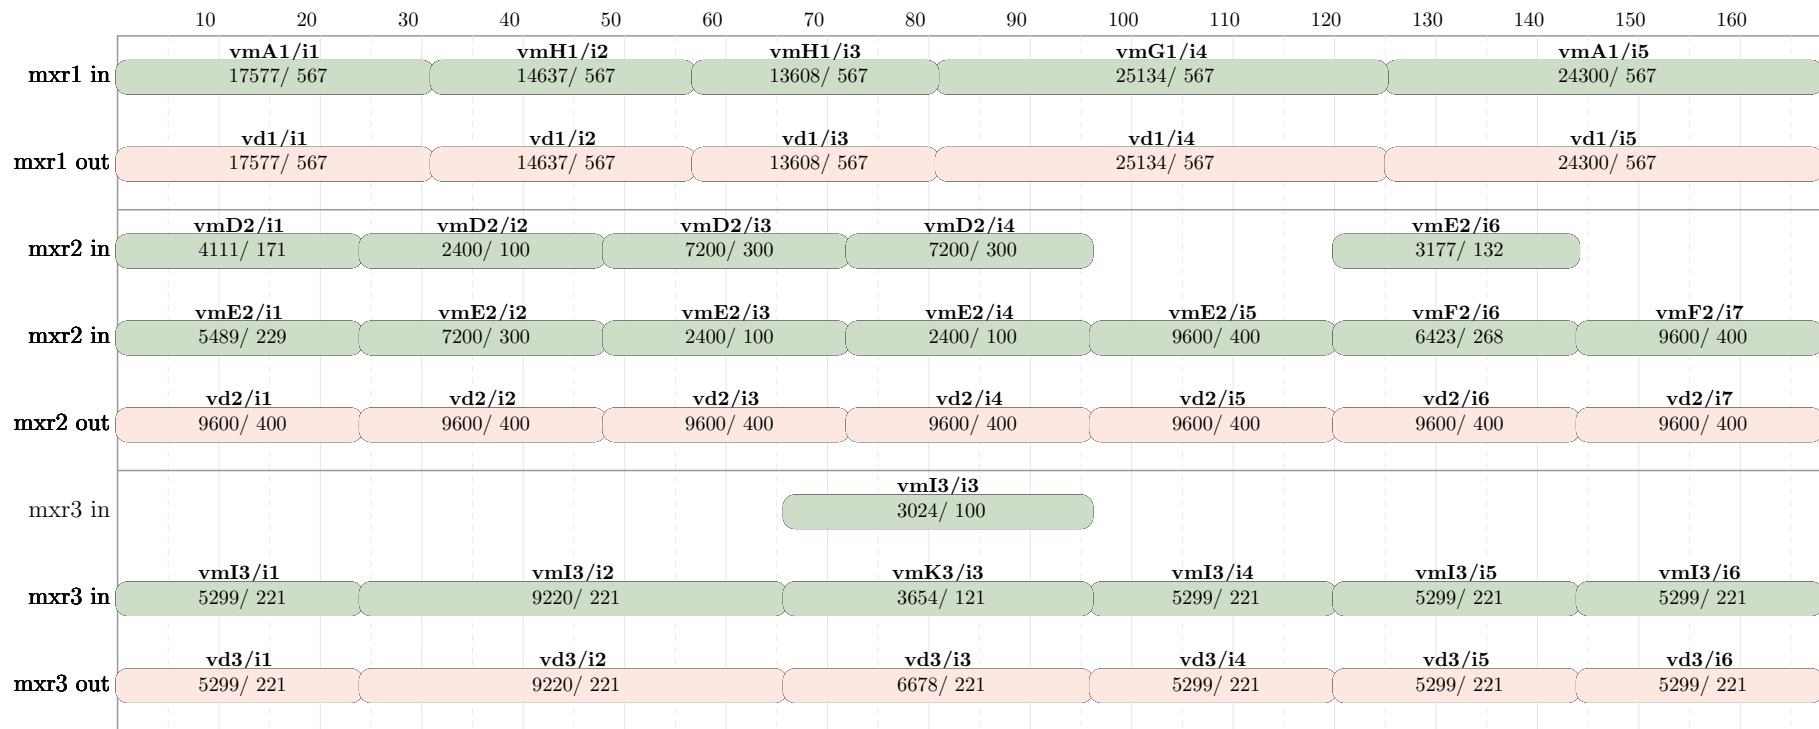 10 20 30 40 50 60 70 80 90 100 110 120 130 140 150 160
vmA1/i1 vmH1/i2 vmH1/i3 vmG1/i4 vmA1/i5
mxr1 in 17577/ 567 14637/ 567 13608/ 567 25134/ 567 24300/ 567
vd1/i1 vd1/i2 vd1/i3 vd1/i4 vd1/i5
mxr1 out 17577/ 567 14637/ 567 13608/ 567 25134/ 567 24300/ 567
vmD2/i1 vmD2/i2 vmD2/i3 vmD2/i4 vmE2/i6
mxr2 in 4111/ 171 2400/ 100 7200/ 300 7200/ 300 3177/ 132
vmE2/i1 vmE2/i2 vmE2/i3 vmE2/i4 vmE2/i5 vmF2/i6 vmF2/i7
mxr2 in 5489/ 229 7200/ 300 2400/ 100 2400/ 100 9600/ 400 6423/ 268 9600/ 400
vd2/i1 vd2/i2 vd2/i3 vd2/i4 vd2/i5 vd2/i6 vd2/i7
mxr2 out 9600/ 400 9600/ 400 9600/ 400 9600/ 400 9600/ 400 9600/ 400 9600/ 400
vmI3/i3
mxr3 in 3024/ 100
vmI3/i1 vmI3/i2 vmK3/i3 vmI3/i4 vmI3/i5 vmI3/i6
mxr3 in 5299/ 221 9220/ 221 3654/ 121 5299/ 221 5299/ 221 5299/ 221
vd3/i1 vd3/i2 vd3/i3 vd3/i4 vd3/i5 vd3/i6
mxr3 out 5299/ 221 9220/ 221 6678/ 221 5299/ 221 5299/ 221 5299/ 221